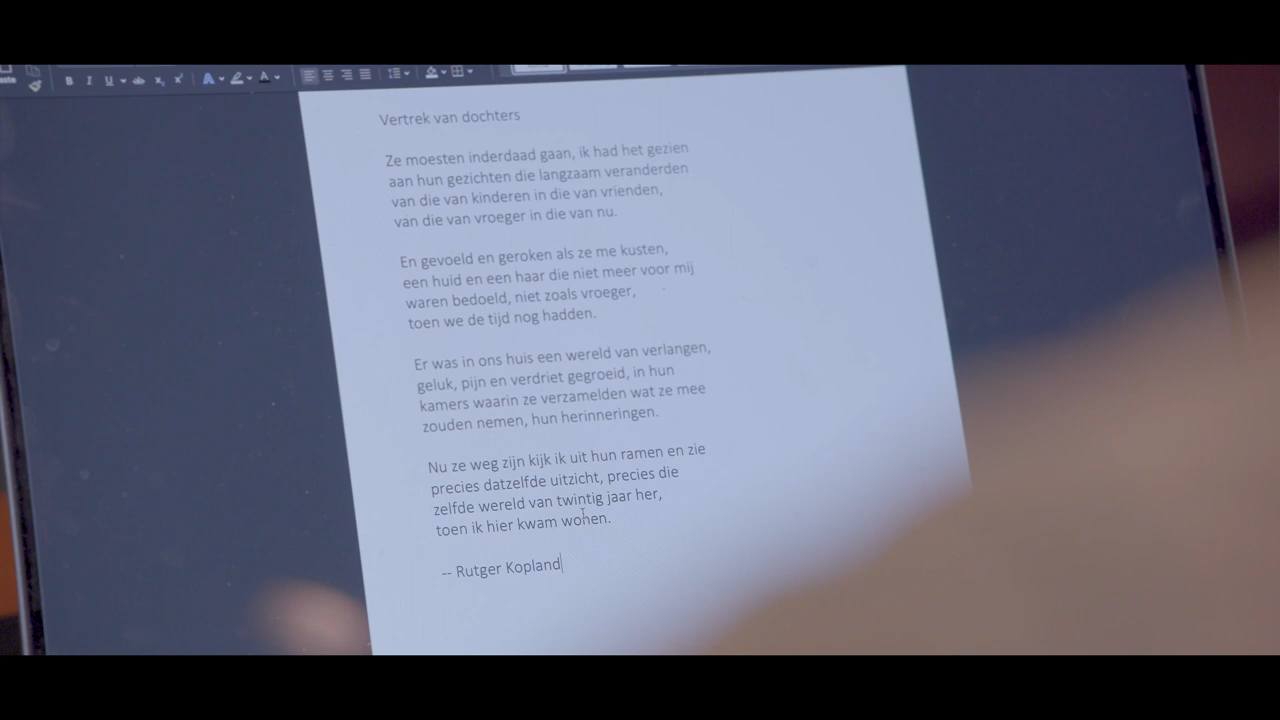 B I U ab x₂ x² A A
Vertrek van dochters
Ze moesten inderdaad gaan, ik had het gezien
aan hun gezichten die langzaam veranderden
van die van kinderen in die van vrienden,
van die van vroeger in die van nu.
En gevoeld en geroken als ze me kusten,
een huid en een haar die niet meer voor mij
waren bedoeld, niet zoals vroeger,
toen we de tijd nog hadden.
Er was in ons huis een wereld van verlangen,
geluk, pijn en verdriet gegroeid, in hun
kamers waarin ze verzamelden wat ze mee
zouden nemen, hun herinneringen.
Nu ze weg zijn kijk ik uit hun ramen en zie
precies datzelfde uitzicht, precies die
zelfde wereld van twintig jaar her,
toen ik hier kwam wonen.
-- Rutger Kopland